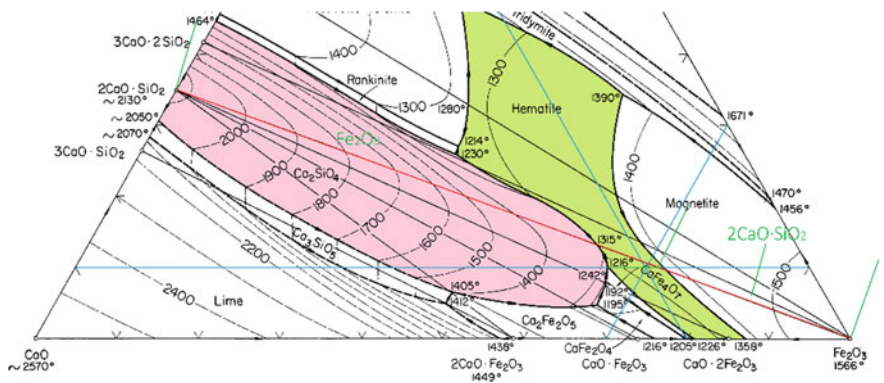 1464°
3CaO·2SiO₂
2CaO·SiO₂
~2130°
~2050°
~2070°
3CaO·SiO₂
1400
Rankinite
1300
1280°
Tridymite
1300
1390°
Hematite
1671°
1214°
1230°
Fe₂O₃
2000
1900
Ca₂SiO₄
1800
1700
1600
1500
1400
Ca₃SiO₅
2200
2400
Lime
1400
Magnetite
1470°
1456°
2CaO·SiO₂
1500
1315°
1216°
1242°
CaFe₄O₇
1192°
1195°
1405°
1412°
Ca₂Fe₂O₅
CaFe₂O₄
CaO
~2570°
1438°
2CaO·Fe₂O₃
1449°
CaO·Fe₂O₃
1216°
1205°
1226°
1358°
CaO·2Fe₂O₃
Fe₂O₃
1566°